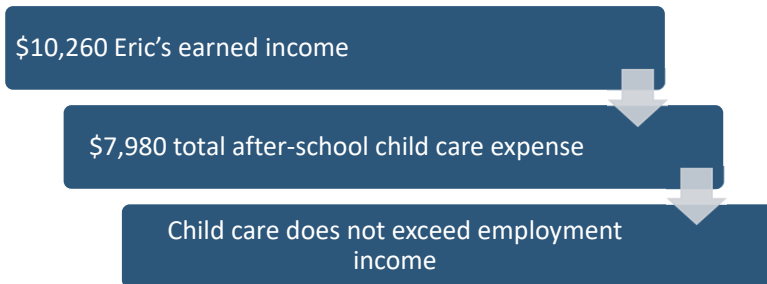 $10,260 Eric’s earned income
$7,980 total after-school child care expense
Child care does not exceed employment
income